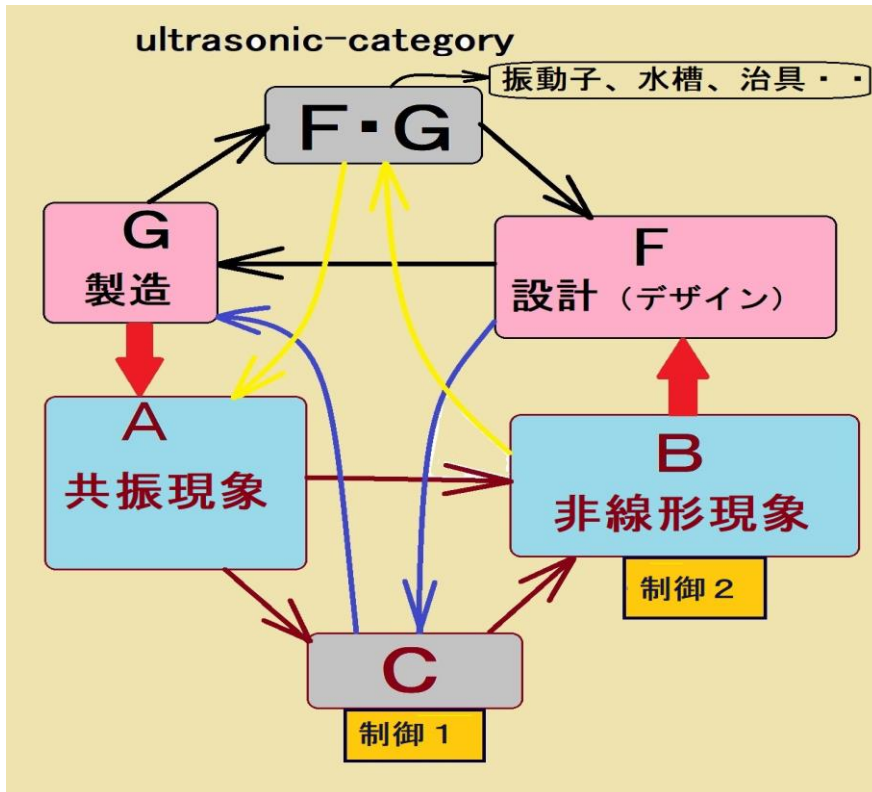 ultrasonic-category
振動子、水槽、治具・・
F・G
G
製造
F
設計（デザイン）
A
共振現象
B
非線形現象
制御２
C
制御１